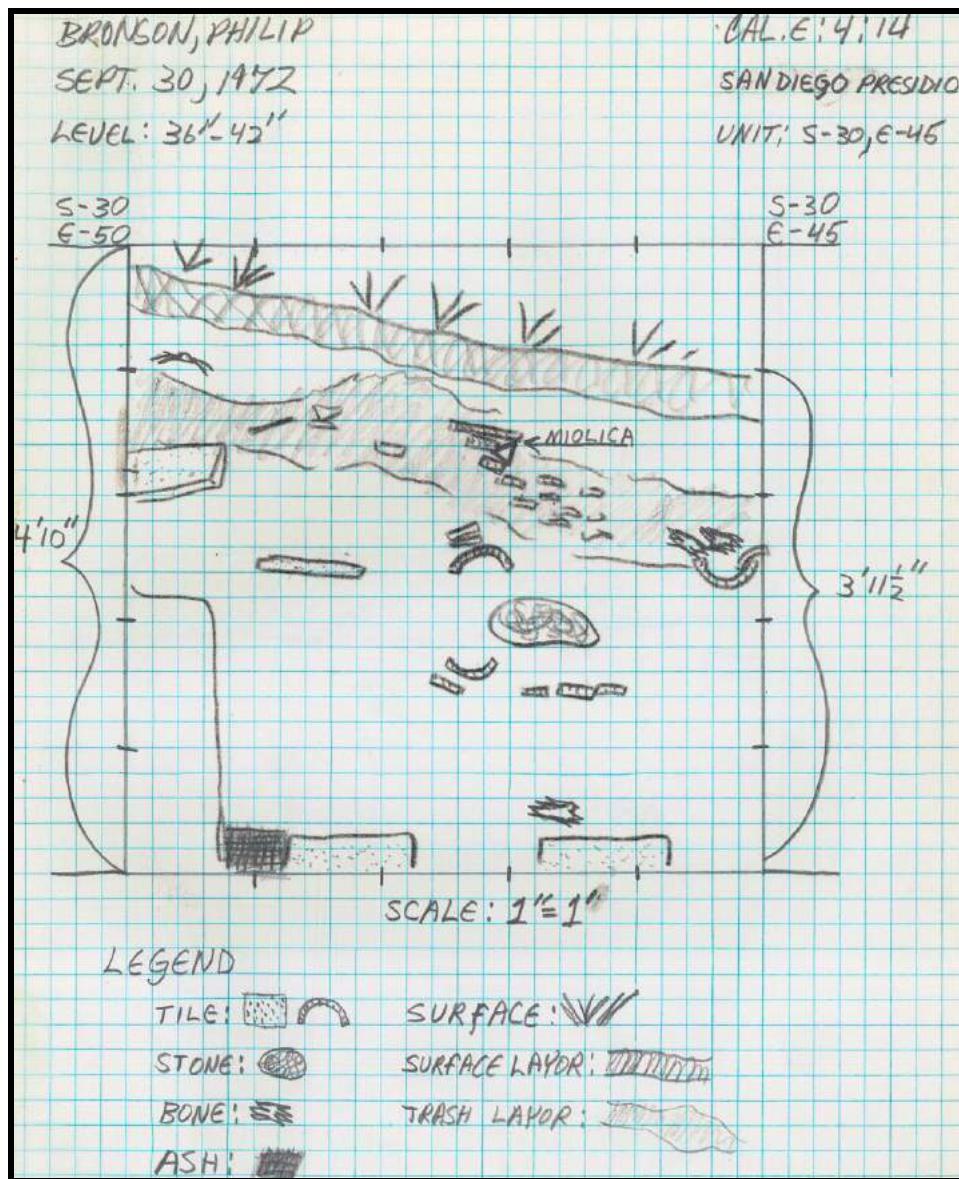 BRONSON, PHILIP
SEPT. 30, 1972
LEVEL: 36"-42"
CAL. E: 4: 14
SAN DIEGO PRESIDIO
UNIT: S-30, E-45
S-30
E-50
S-30
E-45
MIOLICA
4'10"
3'11½"
SCALE: 1"=1"
LEGEND
TILE:
STONE:
BONE:
ASH:
SURFACE:
SURFACE LAYOR:
TRASH LAYOR: